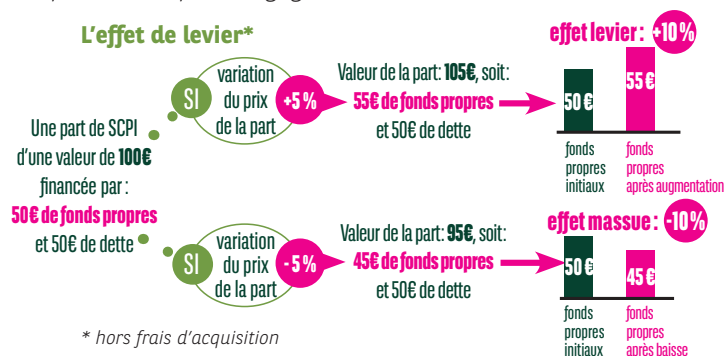 L'effet de levier*
Une part de SCPI
d'une valeur de 100€
financée par :
50€ de fonds propres
et 50€ de dette
SI
variation
du prix
de la part
+5%
Valeur de la part: 105€, soit:
55€ de fonds propres
et 50€ de dette
effet levier: +10%
50 €
55 €
fonds
propres
initiaux
fonds
propres
après augmentation
SI
variation
du prix
de la part
-5%
Valeur de la part: 95€, soit:
45€ de fonds propres
et 50€ de dette
effet massue: -10%
50 €
45 €
fonds
propres
initiaux
fonds
propres
après baisse
* hors frais d'acquisition